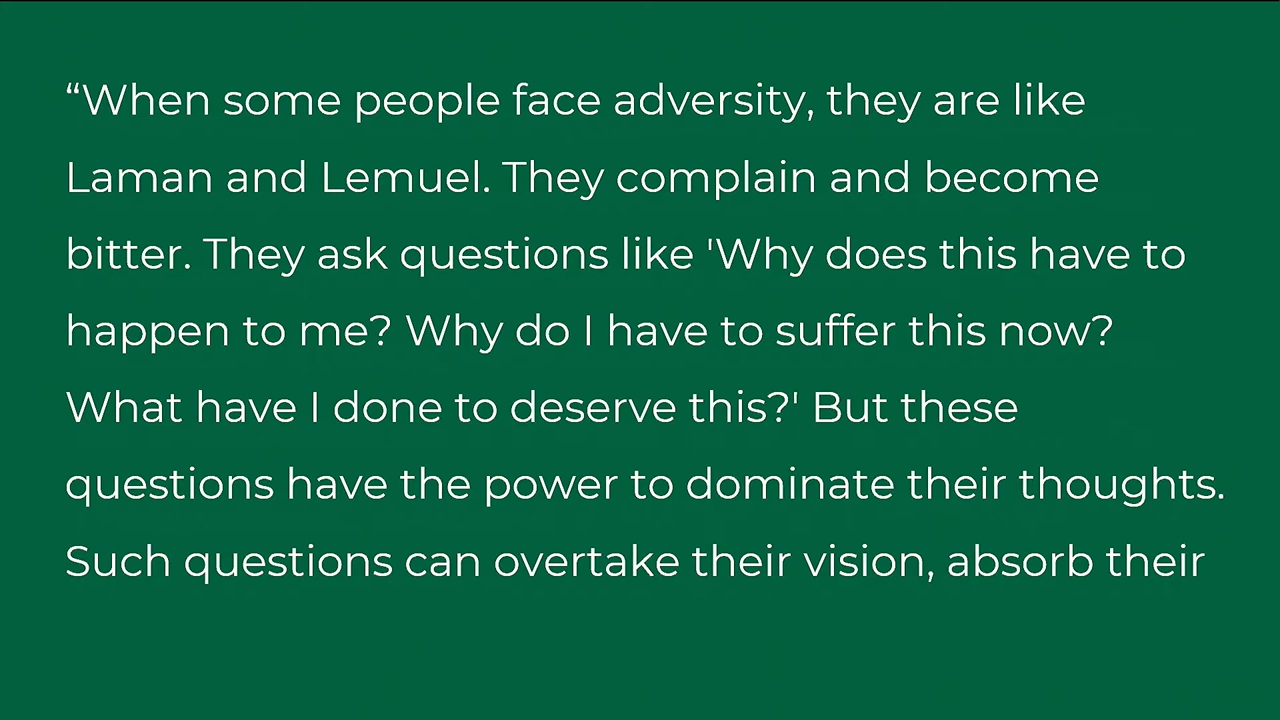 “When some people face adversity, they are like
Laman and Lemuel. They complain and become
bitter. They ask questions like 'Why does this have to
happen to me? Why do I have to suffer this now?
What have I done to deserve this?' But these
questions have the power to dominate their thoughts.
Such questions can overtake their vision, absorb their